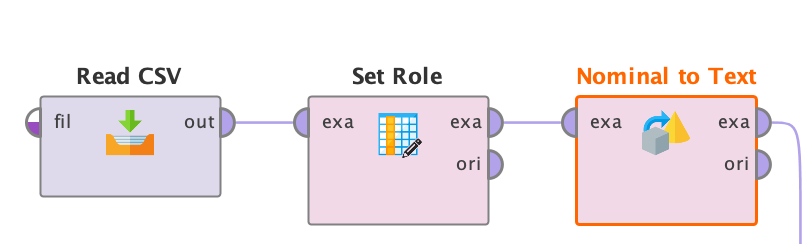 Read CSV
fil out
Set Role
exa exa
ori
Nominal to Text
exa exa
ori